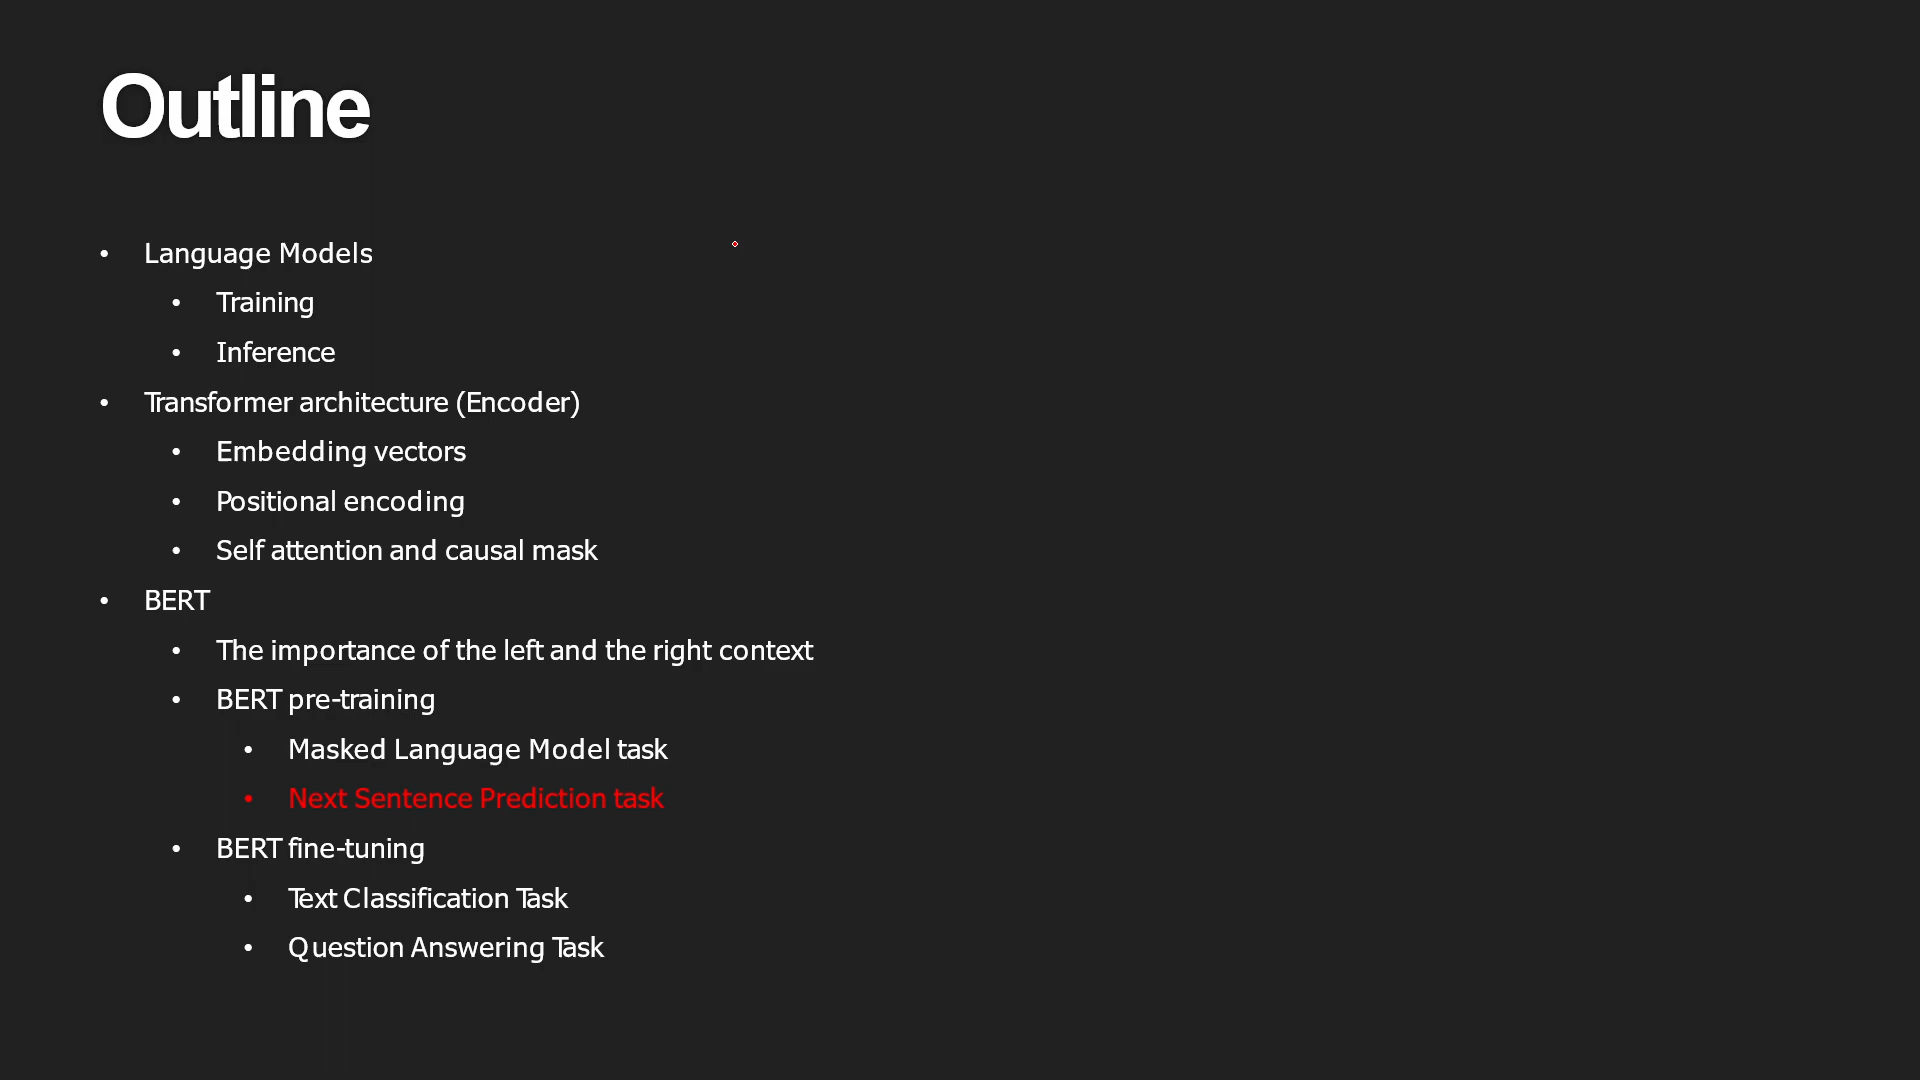 Outline
• Language Models
• Training
• Inference
• Transformer architecture (Encoder)
• Embedding vectors
• Positional encoding
• Self attention and causal mask
• BERT
• The importance of the left and the right context
• BERT pre-training
• Masked Language Model task
• Next Sentence Prediction task
• BERT fine-tuning
• Text Classification Task
• Question Answering Task